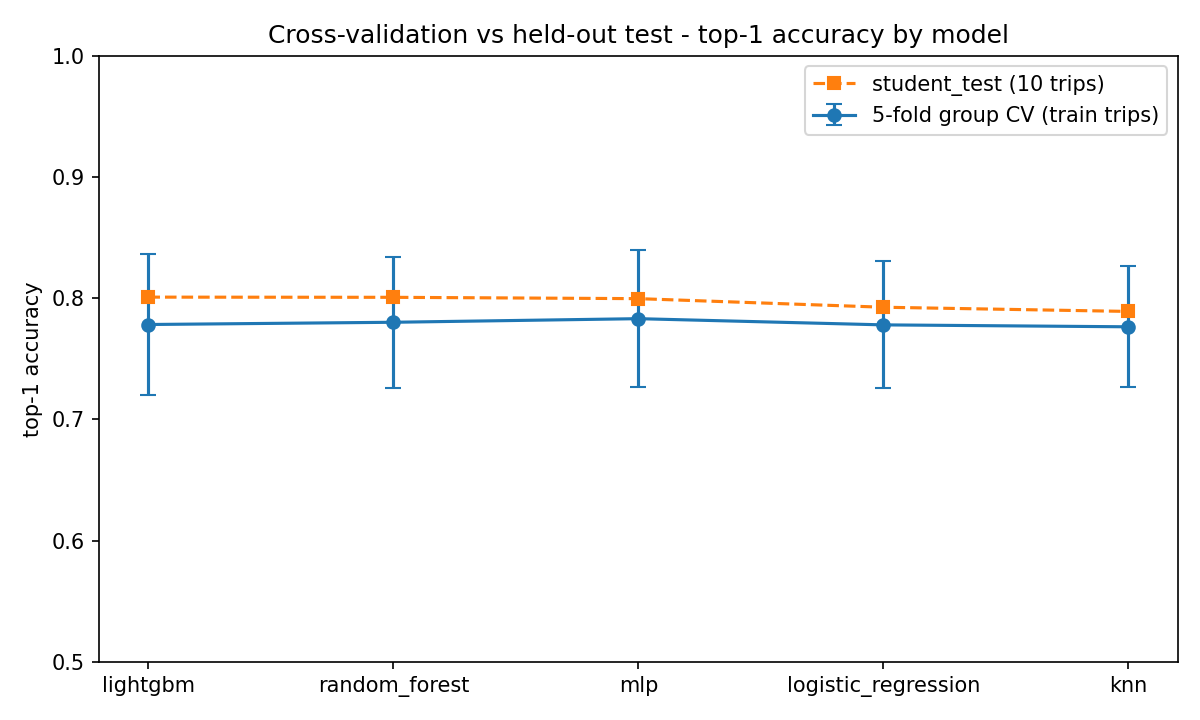 Cross-validation vs held-out test - top-1 accuracy by model
student_test (10 trips)
5-fold group CV (train trips)
top-1 accuracy
1.0
0.9
0.8
0.7
0.6
0.5
lightgbm random_forest mlp logistic_regression knn